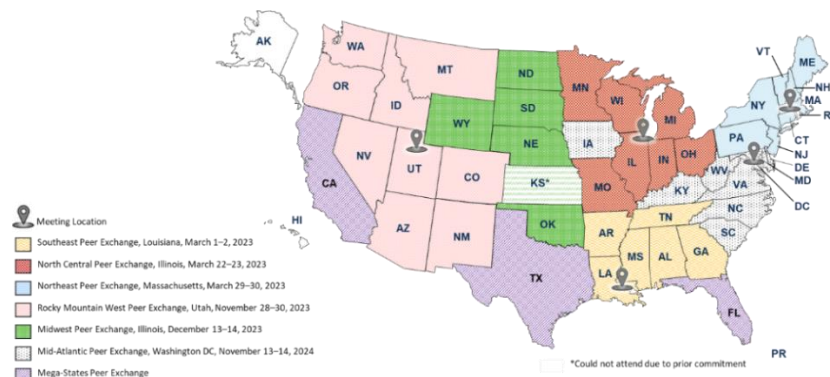 AK
WA
OR
ID
MT
WY
NV
UT
CO
CA
AZ
NM
HI
ND
SD
NE
KS*
OK
TX
MN
WI
MI
IA
IL
IN
OH
MO
KY
WV
VA
NC
SC
TN
AR
LA
MS
AL
GA
FL
PR
VT
ME
NH
MA
R
NY
PA
CT
NJ
DE
MD
DC
Meeting Location
Southeast Peer Exchange, Louisiana, March 1–2, 2023
North Central Peer Exchange, Illinois, March 22–23, 2023
Northeast Peer Exchange, Massachusetts, March 29–30, 2023
Rocky Mountain West Peer Exchange, Utah, November 28–30, 2023
Midwest Peer Exchange, Illinois, December 13–14, 2023
Mid-Atlantic Peer Exchange, Washington DC, November 13–14, 2024
Mega-States Peer Exchange
*Could not attend due to prior commitment